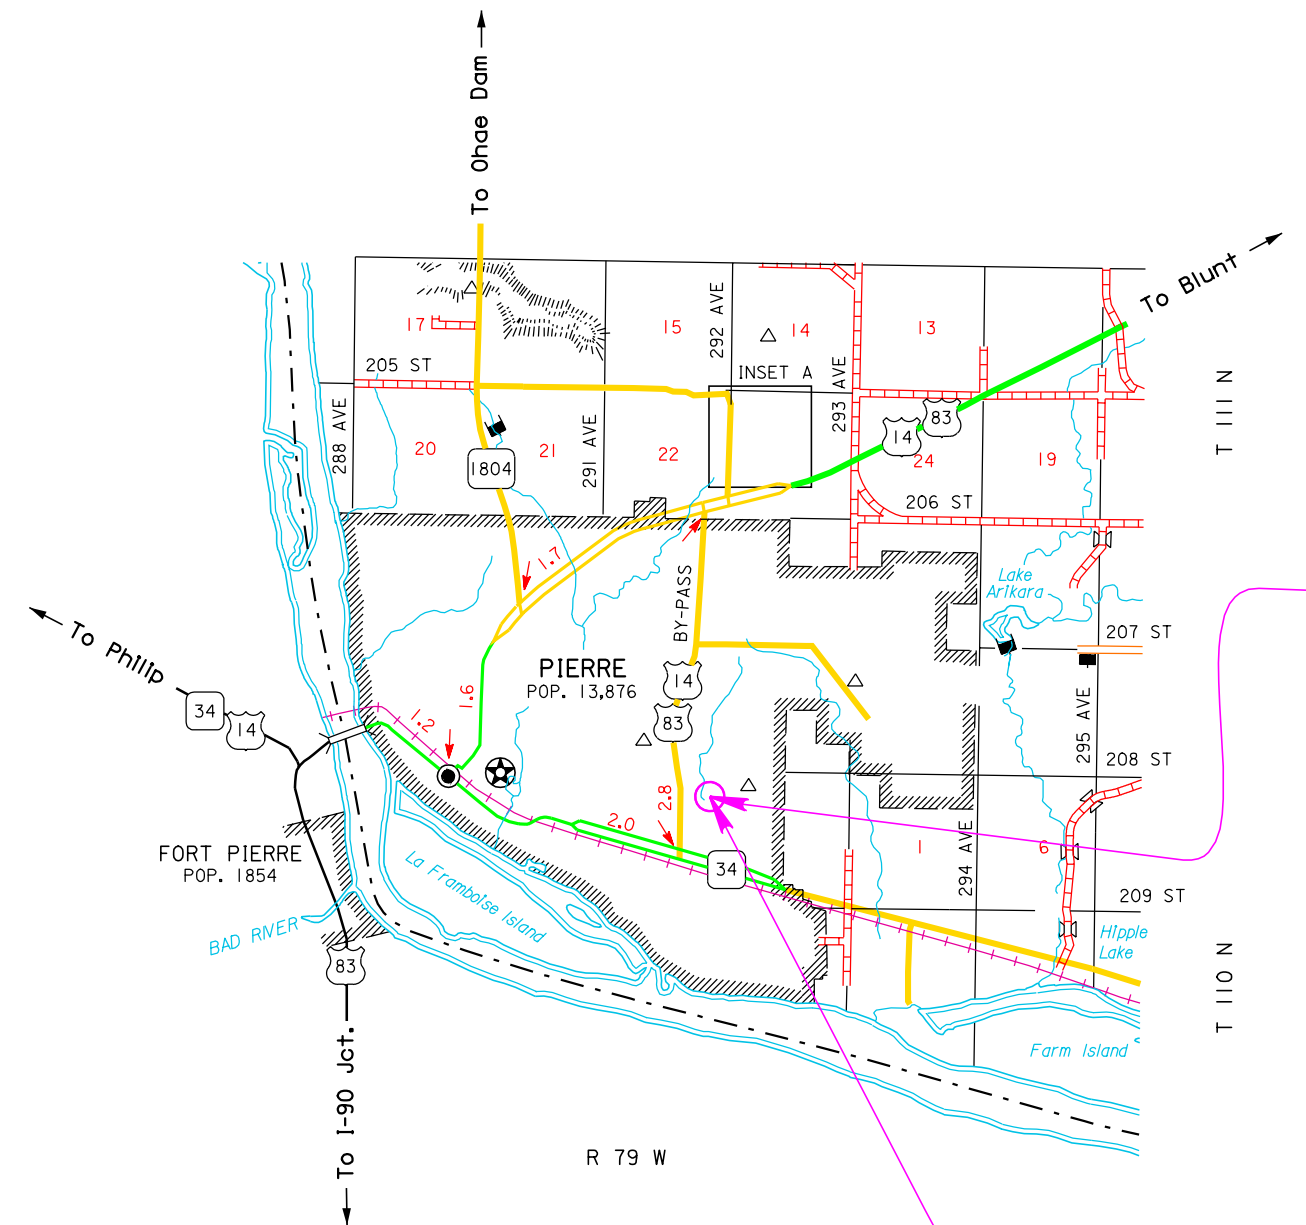 To Ohae Dam
To Blunt
17
15
292 AVE
14
13
T 111 N
205 ST
INSET A
293 AVE
83
14
288 AVE
20
21
291 AVE
22
24
19
1804
206 ST
1.7
BY-PASS
Lake
Arikara
207 ST
To Philip
PIERRE
POP. 13,876
14
83
34
14
1.6
1.2
295 AVE
208 ST
2.8
2.0
34
294 AVE
1
6
FORT PIERRE
POP. 1854
La Framboise Island
209 ST
BAD RIVER
Hipple
Lake
83
T 110 N
Farm Island
To I-90 Jct.
R 79 W